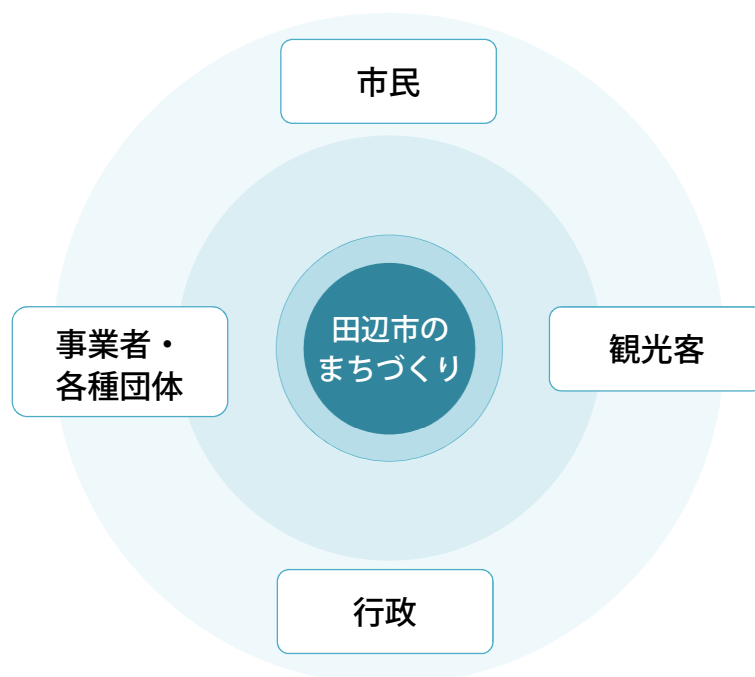 市民
田辺市の
まちづくり
事業者・
各種団体
観光客
行政